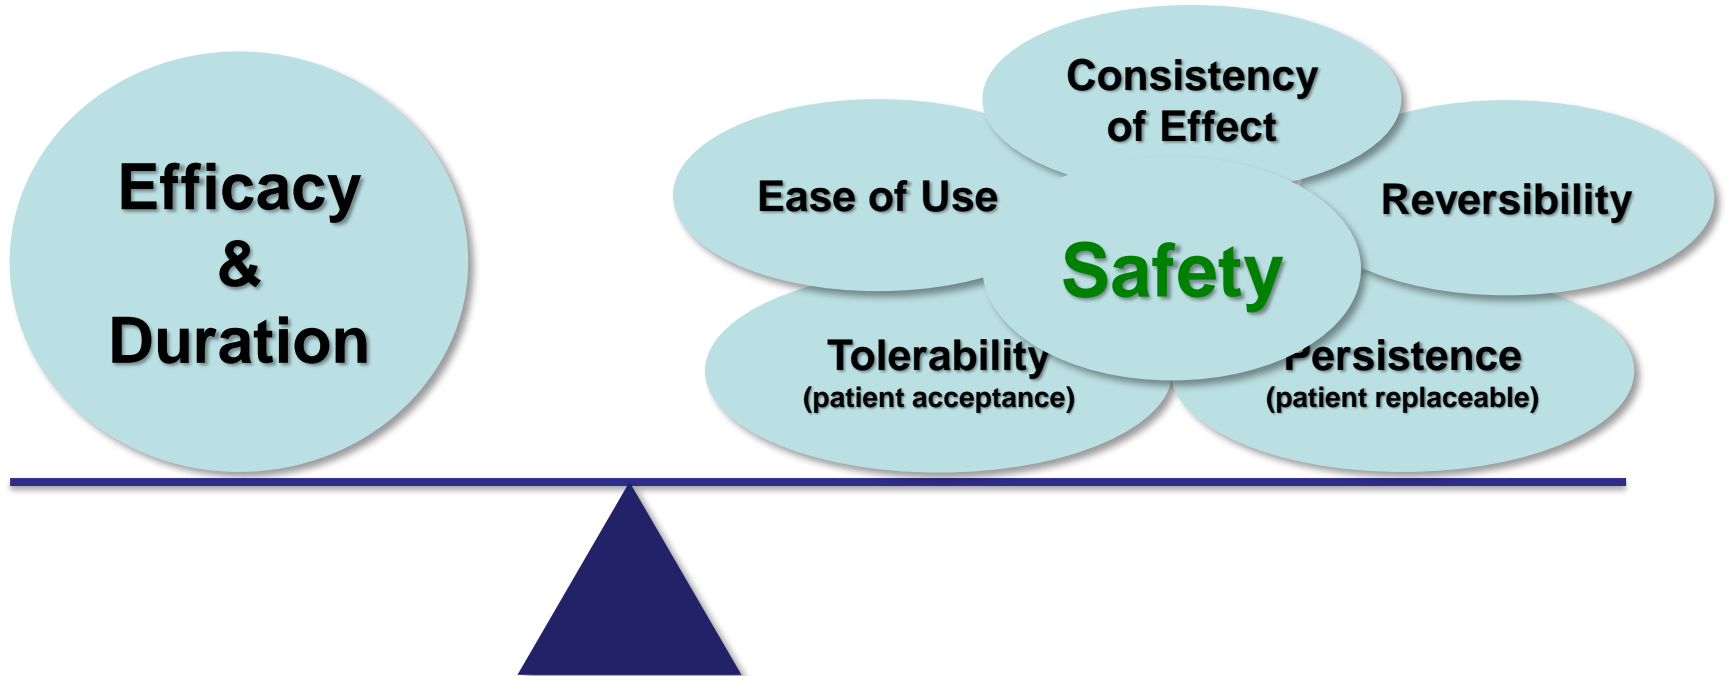 Efficacy
&
Duration
Consistency
of Effect
Ease of Use
Reversibility
Safety
Tolerability
(patient acceptance)
Persistence
(patient replaceable)